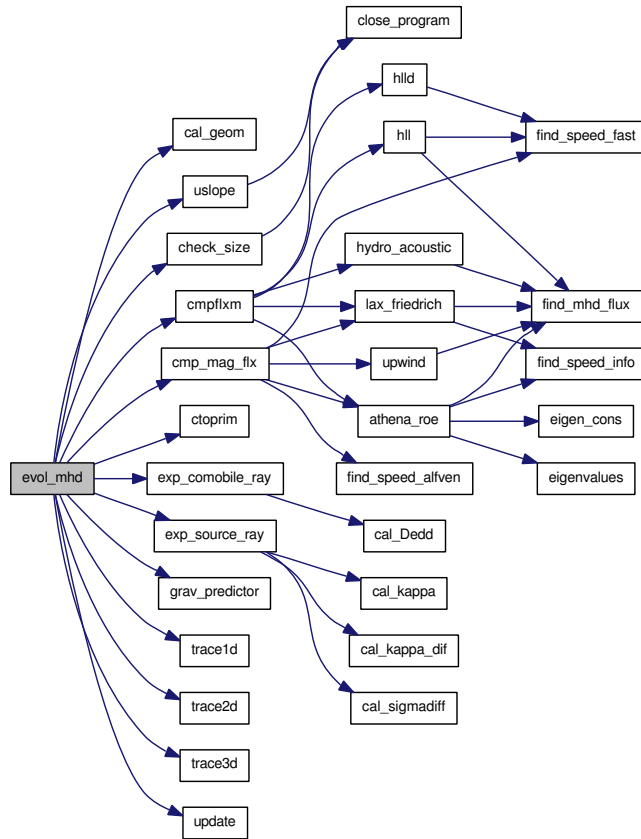 close_program
hlld
cal_geom
hll
find_speed_fast
uslope
check_size
hydro_acoustic
cmpflxm
lax_friedrich
find_mhd_flux
cmp_mag_flx
upwind
find_speed_info
ctoprim
athena_roe
eigen_cons
evol_mhd
exp_comobile_ray
find_speed_alfven
eigenvalues
exp_source_ray
cal_Dedd
grav_predictor
cal_kappa
trace1d
cal_kappa_dif
trace2d
cal_sigmadiff
trace3d
update